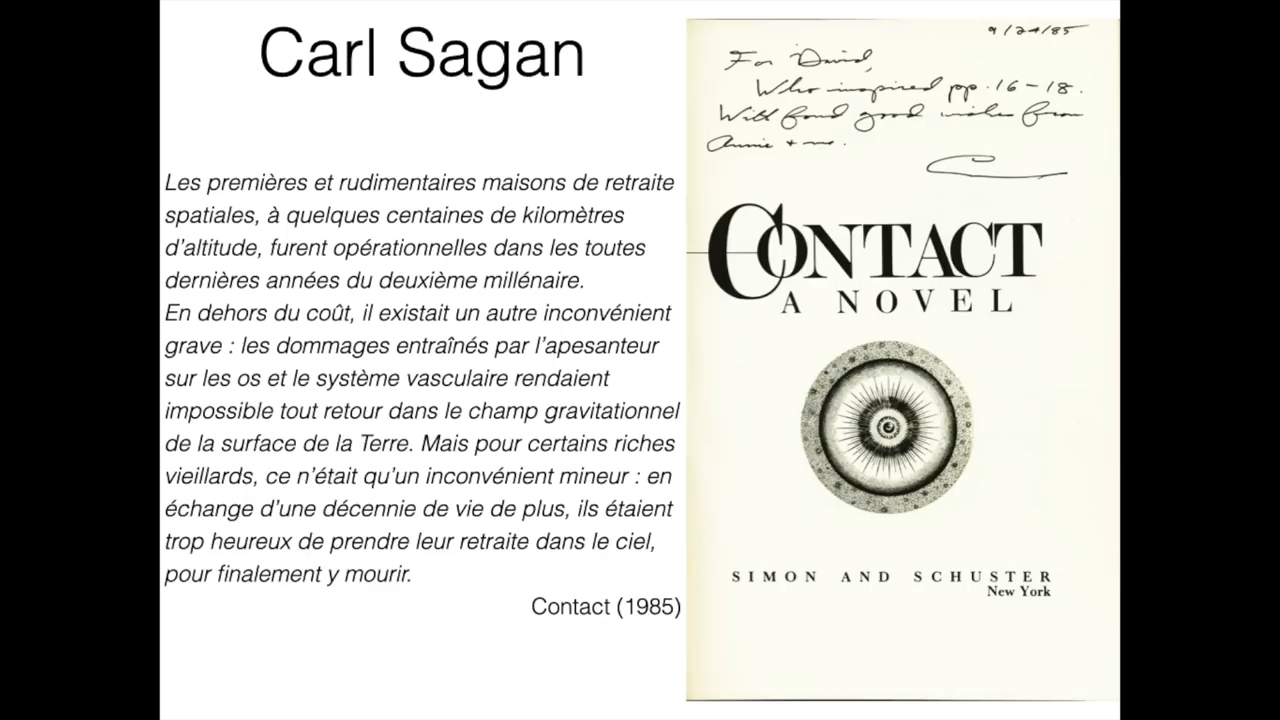 Carl Sagan
Les premières et rudimentaires maisons de retraite
spatiales, à quelques centaines de kilomètres
d’altitude, furent opérationnelles dans les toutes
dernières années du deuxième millénaire.
En dehors du coût, il existait un autre inconvénient
grave : les dommages entraînés par l’apesanteur
sur les os et le système vasculaire rendaient
impossible tout retour dans le champ gravitationnel
de la surface de la Terre. Mais pour certains riches
vieillards, ce n’était qu’un inconvénient mineur : en
échange d’une décennie de vie de plus, ils étaient
trop heureux de prendre leur retraite dans le ciel,
pour finalement y mourir.
Contact (1985)
9/24/85
For David,
Who inspired pp. 16-18.
With fond good wishes from
Annie + me.
CONTACT
A NOVEL
SIMON AND SCHUSTER
New York